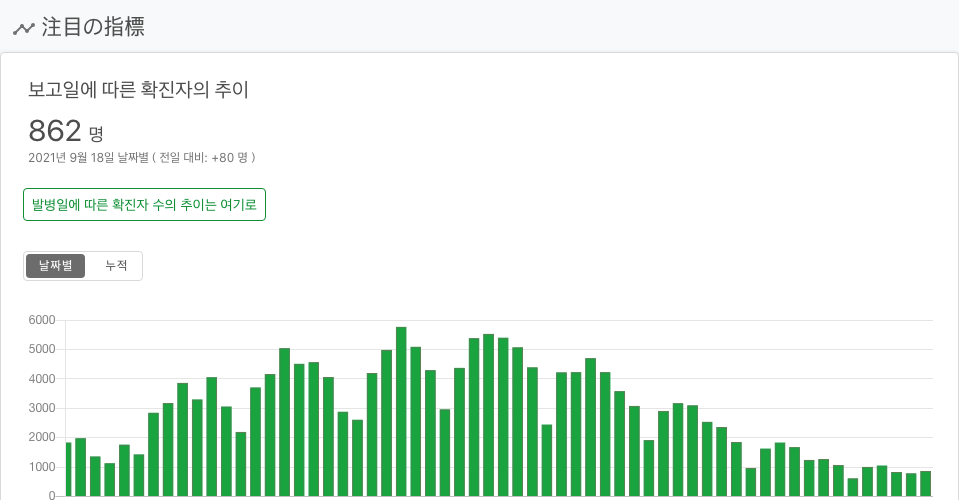 注目の指標
보고일에 따른 확진자의 추이
862 명
2021년 9월 18일 날짜별 ( 전일 대비: +80 명 )
발병일에 따른 확진자 수의 추이는 여기로
날짜별 누적
6000
5000
4000
3000
2000
1000
0